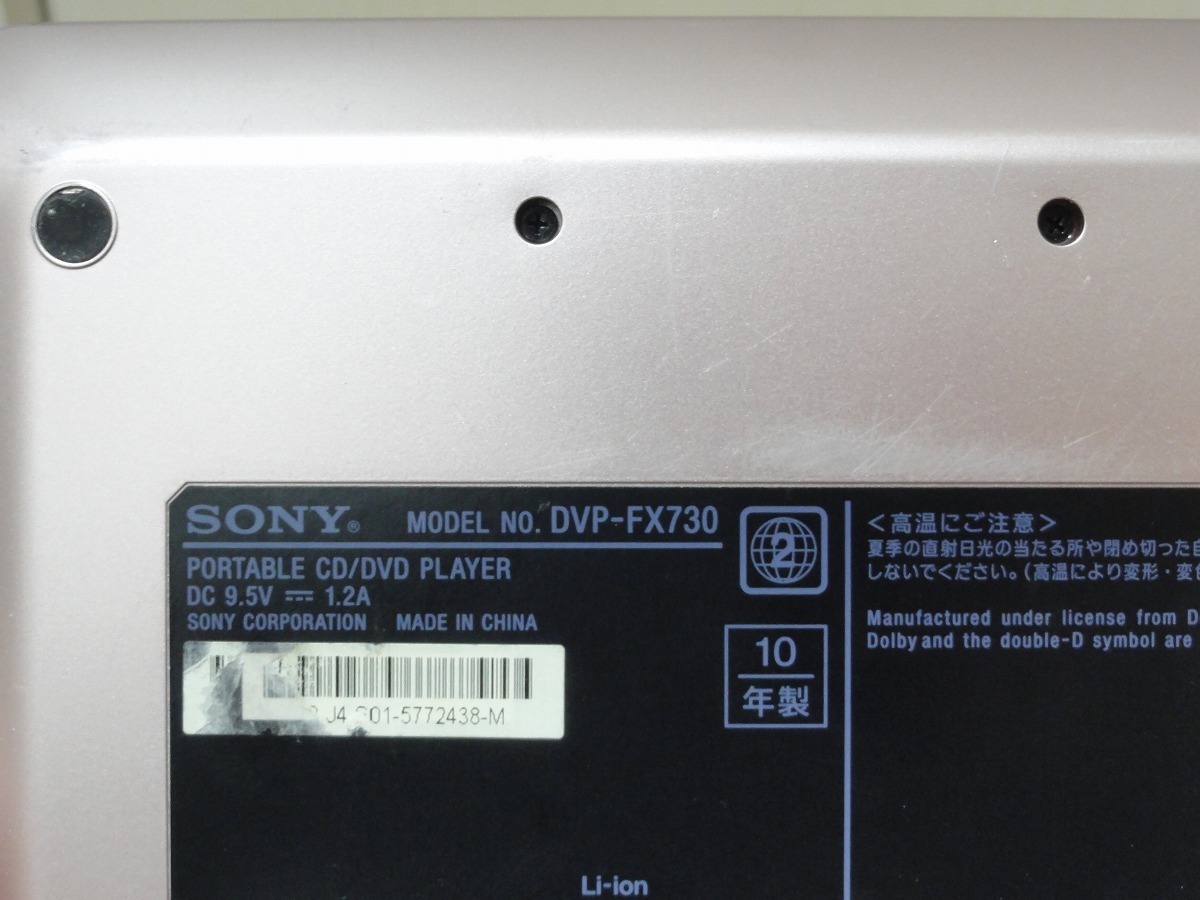 SONY® MODEL NO. DVP-FX730
PORTABLE CD/DVD PLAYER
DC 9.5V ⎓ 1.2A
SONY CORPORATION MADE IN CHINA
J4 01-5772438-M
2
10
年製
Li-ion
<高温にご注意>
夏季の直射日光の当たる所や閉め切った
しないでください。(高温により変形・変色
Manufactured under license from
Dolby and the double-D symbol are